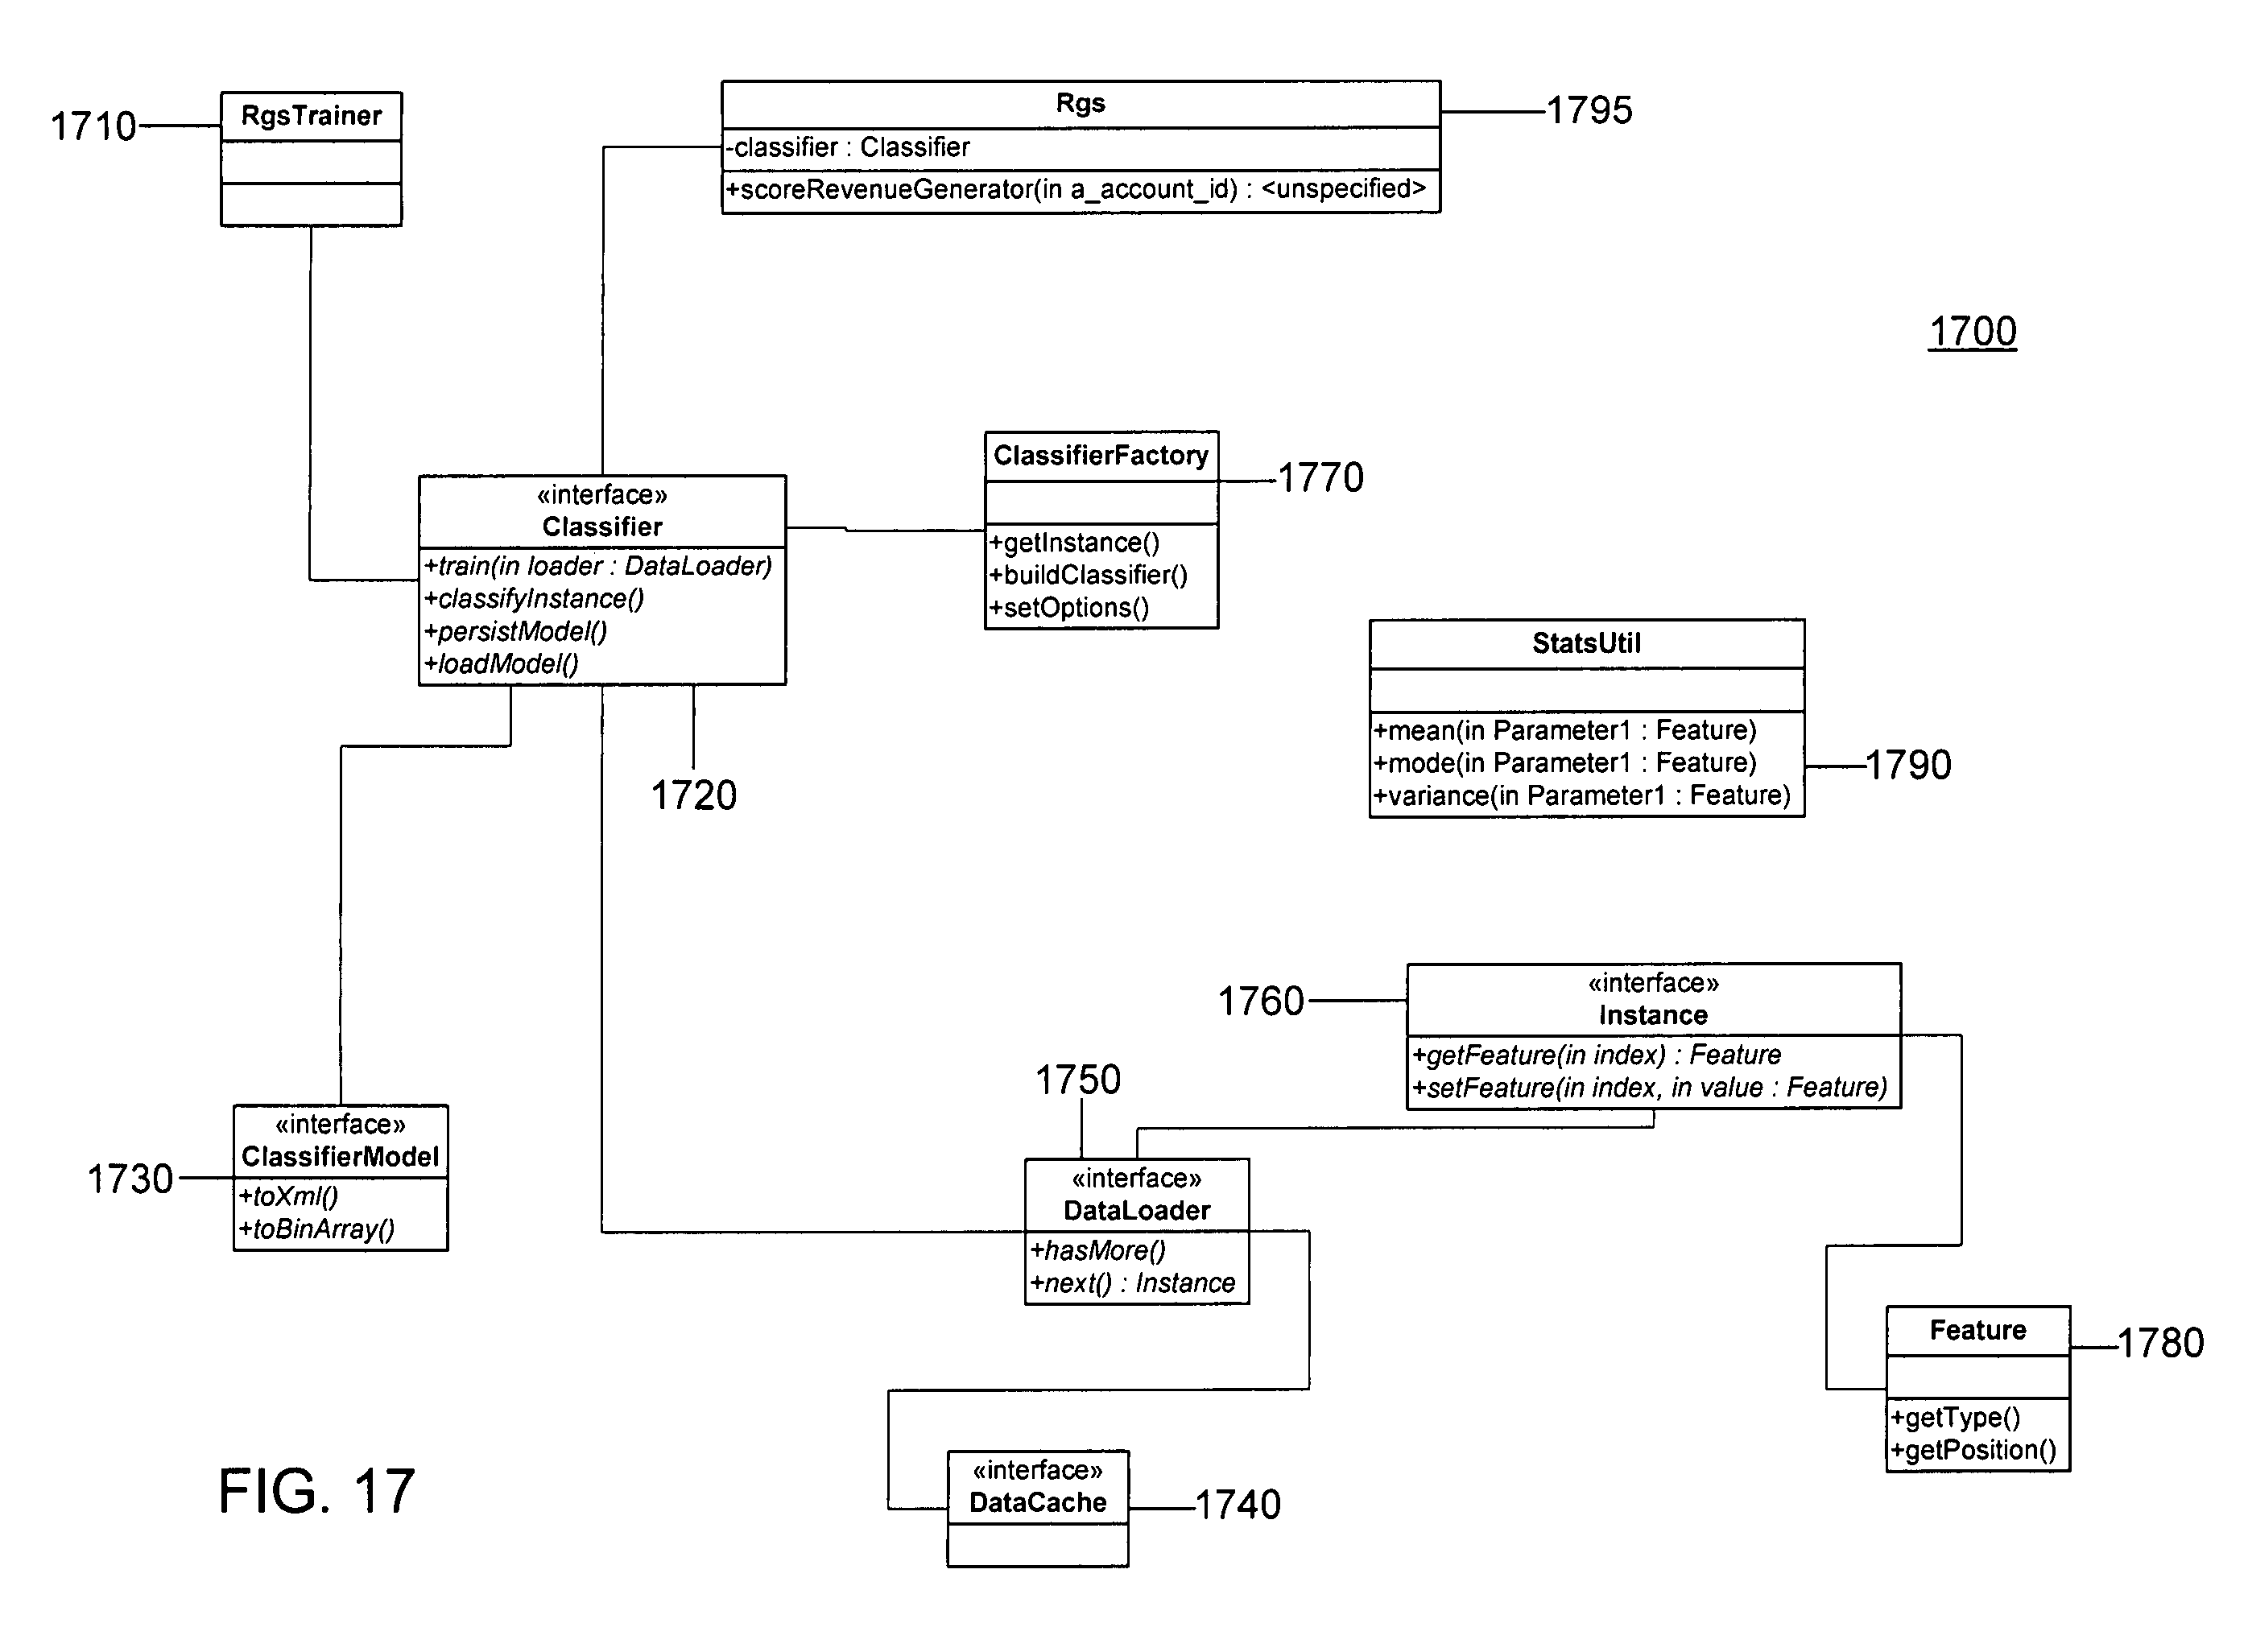 1710
RgsTrainer
Rgs
-classifier : Classifier
+scoreRevenueGenerator(in a_account_id) : <unspecified>
1795
1700
«interface»
Classifier
+train(in loader : DataLoader)
+classifyInstance()
+persistModel()
+loadModel()
1720
ClassifierFactory
+getInstance()
+buildClassifier()
+setOptions()
1770
StatsUtil
+mean(in Parameter1 : Feature)
+mode(in Parameter1 : Feature)
+variance(in Parameter1 : Feature)
1790
1760
«interface»
Instance
+getFeature(in index) : Feature
+setFeature(in index, in value : Feature)
1730
«interface»
ClassifierModel
+toXml()
+toBinArray()
1750
«interface»
DataLoader
+hasMore()
+next() : Instance
Feature
+getType()
+getPosition()
1780
«interface»
DataCache
1740
FIG. 17